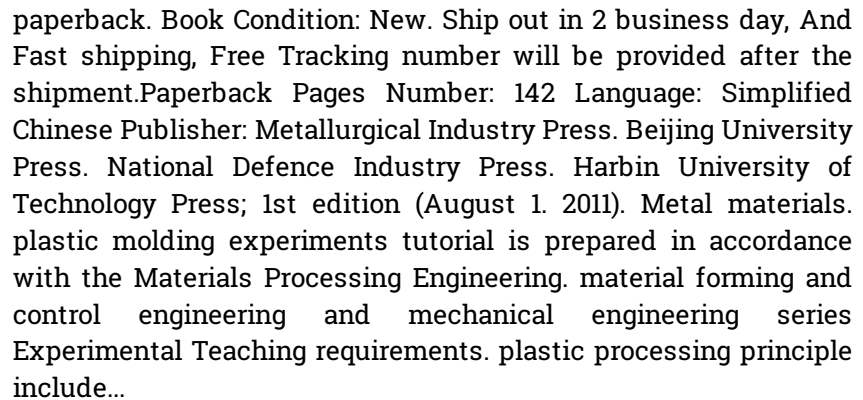 paperback. Book Condition: New. Ship out in 2 business day, And
Fast shipping, Free Tracking number will be provided after the
shipment.Paperback Pages Number: 142 Language: Simplified
Chinese Publisher: Metallurgical Industry Press. Beijing University
Press. National Defence Industry Press. Harbin University of
Technology Press; 1st edition (August 1. 2011). Metal materials.
plastic molding experiments tutorial is prepared in accordance
with the Materials Processing Engineering. material forming and
control engineering and mechanical engineering series
Experimental Teaching requirements. plastic processing principle
include...